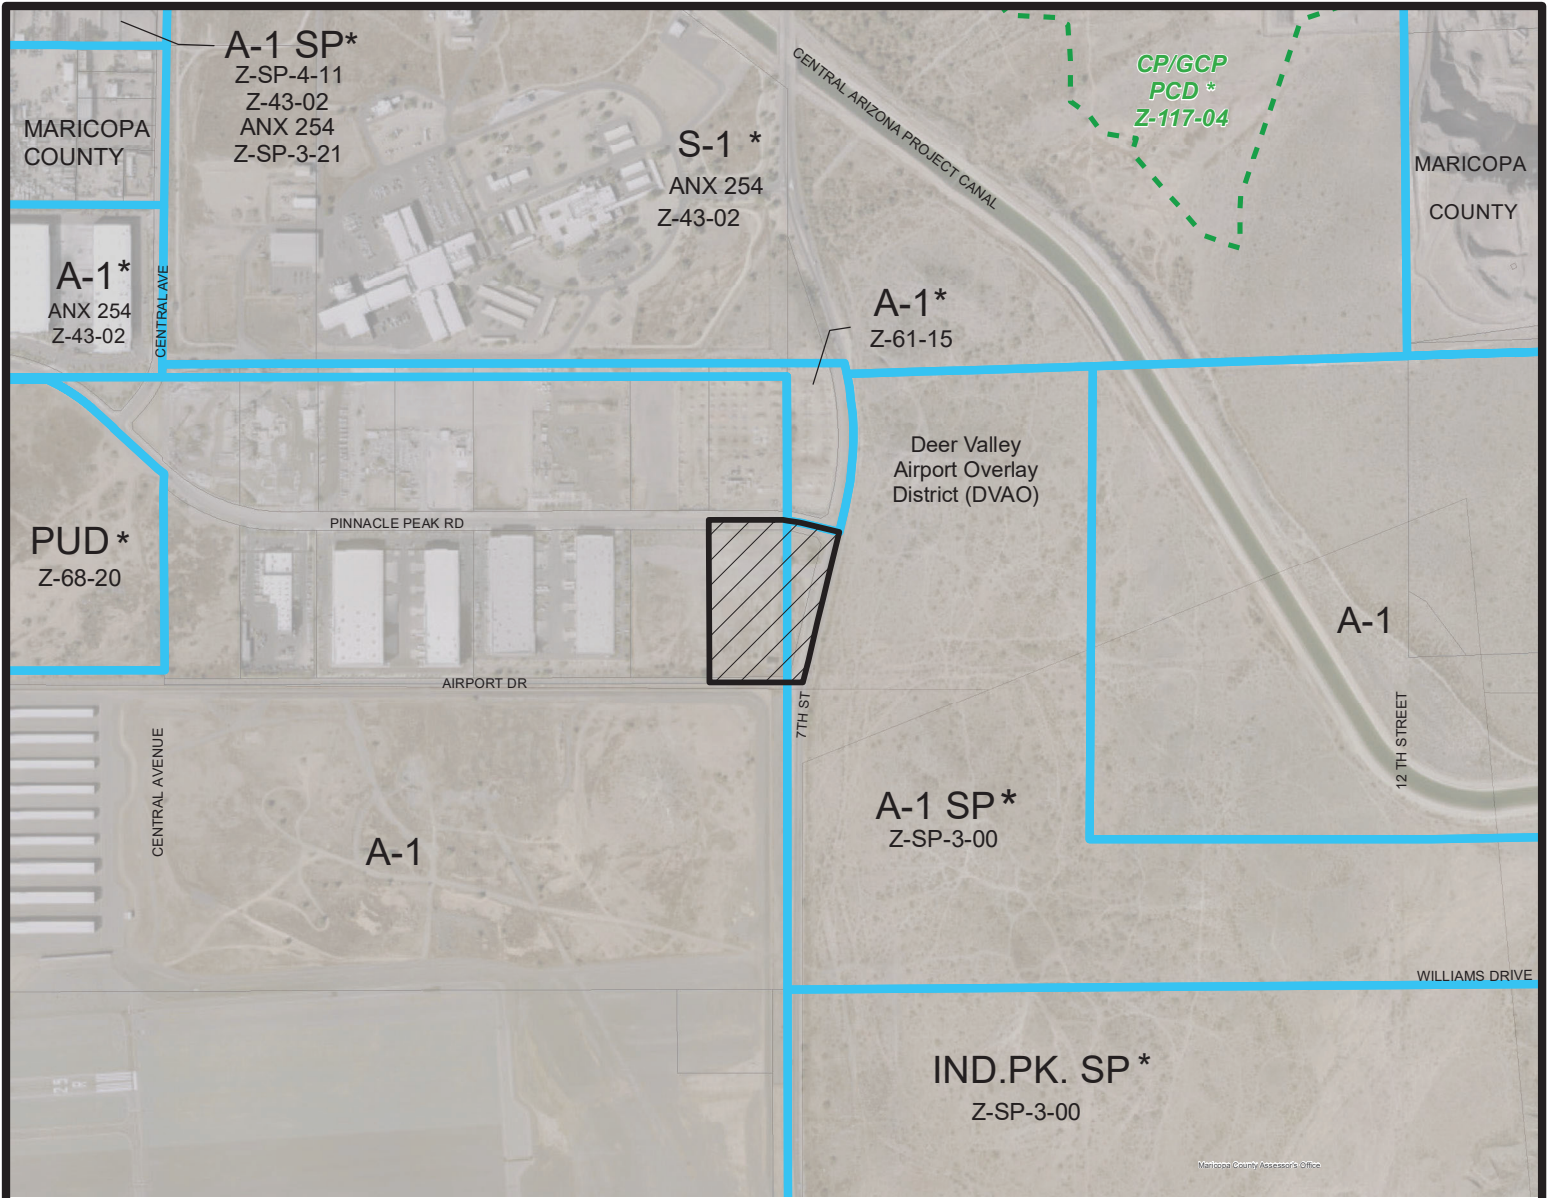 A-1 SP*
Z-SP-4-11
Z-43-02
ANX 254
Z-SP-3-21
MARICOPA
COUNTY
S-1 *
ANX 254
Z-43-02
CENTRAL ARIZONA PROJECT CANAL
CP/GCP
PCD *
Z-117-04
MARICOPA
COUNTY
A-1*
ANX 254
Z-43-02
CENTRAL AVE
A-1*
Z-61-15
Deer Valley
Airport Overlay
District (DVAO)
PINNACLE PEAK RD
PUD *
Z-68-20
A-1
AIRPORT DR
7TH ST
12 TH STREET
CENTRAL AVENUE
A-1 SP *
Z-SP-3-00
A-1
WILLIAMS DRIVE
IND.PK. SP *
Z-SP-3-00
Maricopa County Assessor's Office